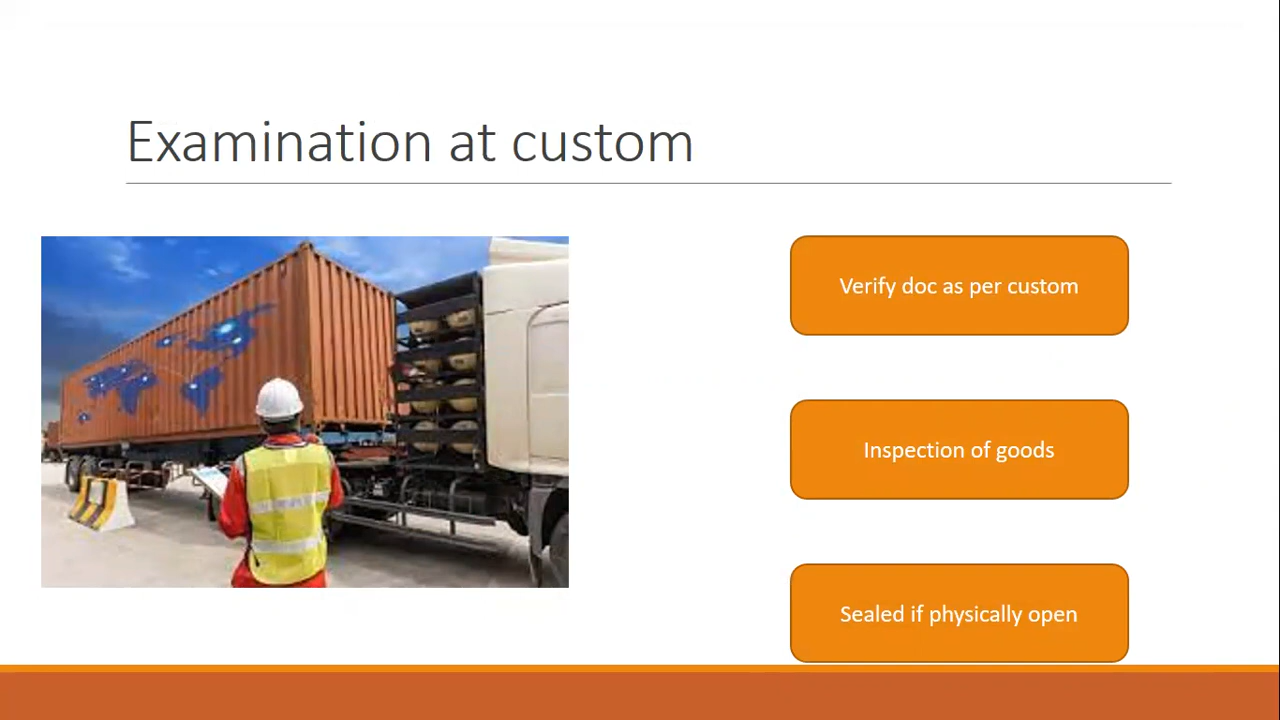 Examination at custom
Verify doc as per custom
Inspection of goods
Sealed if physically open